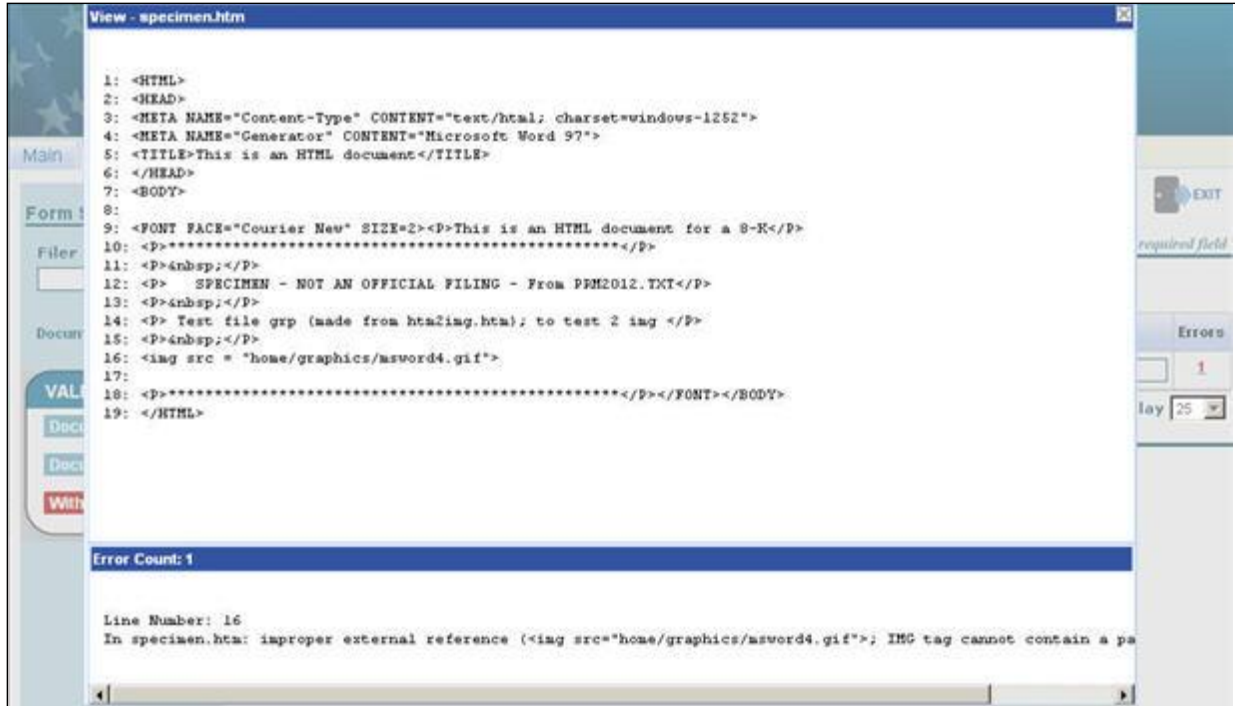 View - specimen.htm
1: <HTML>
2: <HEAD>
3: <META NAME="Content-Type" CONTENT="text/html; charset=windows-1252">
4: <META NAME="Generator" CONTENT="Microsoft Word 97">
5: <TITLE>This is an HTML document</TITLE>
6: </HEAD>
7: <BODY>
8:
9: <FONT FACE="Courier New" SIZE=2><P>This is an HTML document for a 8-K</P>
10: <P>*************************************************</P>
11: <P>&nbsp;</P>
12: <P>   SPECIMEN - NOT AN OFFICIAL FILING - From PRM2012.TXT</P>
13: <P>&nbsp;</P>
14: <P> Test file grp (made from htm2img.htm); to test 2 img </P>
15: <P>&nbsp;</P>
16: <img src = "home/graphics/msword4.gif">
17:
18: <P>*************************************************</P></FONT></BODY>
19: </HTML>
Main
EXIT
Form S
Filer
required field
Docum
Errors
1
VALI
lay 25
Docu
Docu
With
Error Count: 1
Line Number: 16
In specimen.htm: improper external reference (<img src="home/graphics/msword4.gif">; IMG tag cannot contain a pa